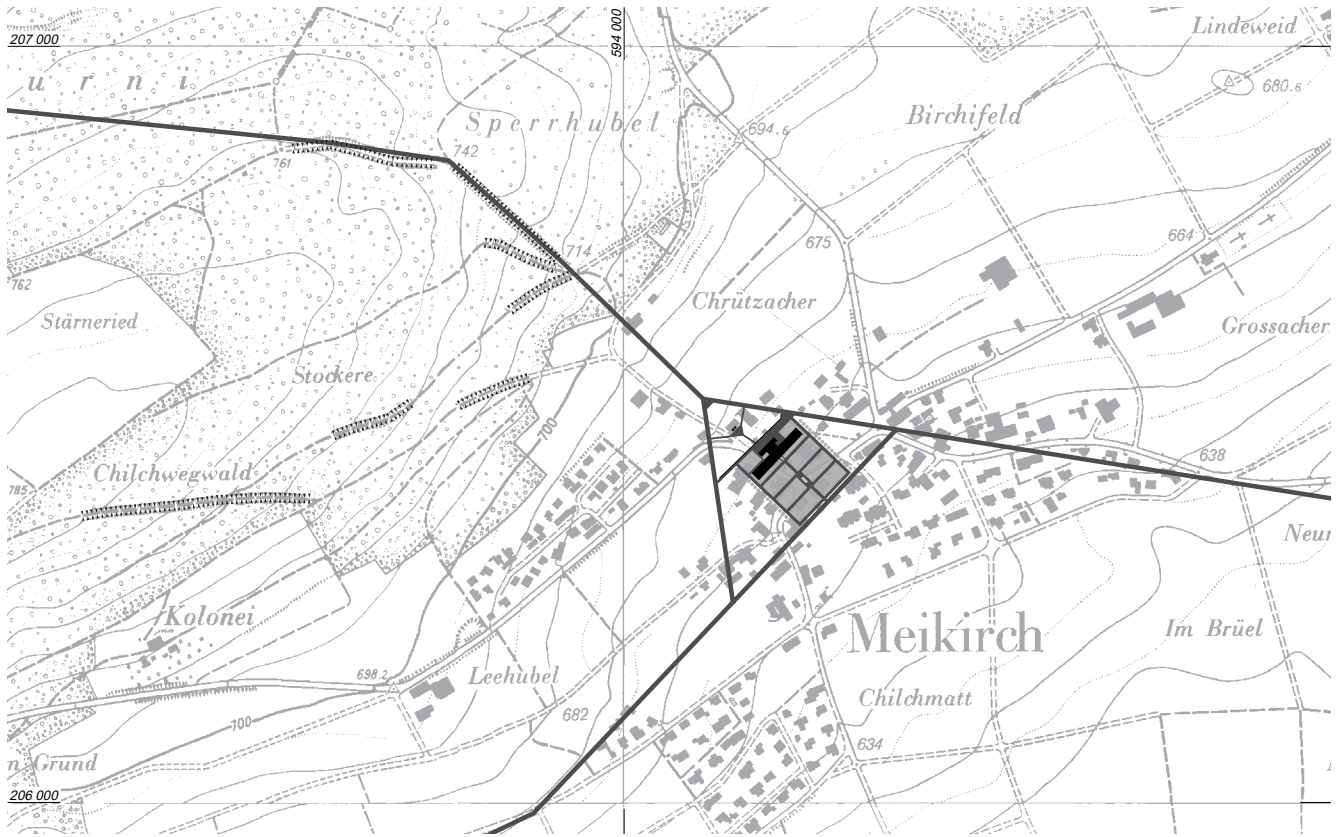 207 000
594 000
Lindeweid
680.6
u r n i
Sperrhubel
Birchifeld
694.6
742
761
714
675
664
762
Stärneried
Chrützacher
Grossacher
Stockere
700
638
Chilchwegwald
785
Neur
Kolonei
Meikirch
Im Brüel
698.2
Leehubel
Chilchmatt
682
700
634
n Grund
206 000